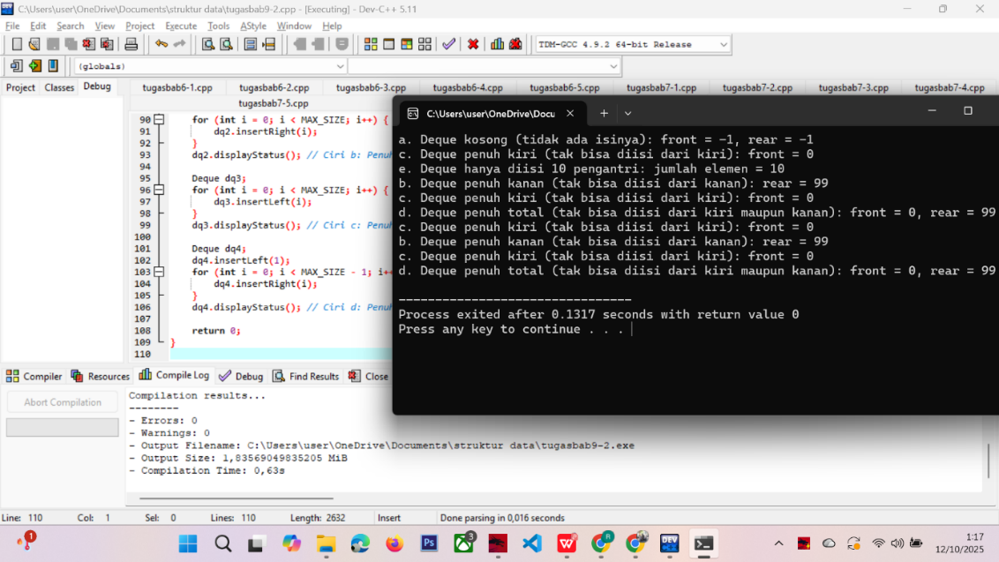 C:\Users\user\OneDrive\Documents\struktur data\tugasbab9-2.cpp - [Executing] - Dev-C++ 5.11
File Edit Search View Project Execute Tools AStyle Window Help
TDM-GCC 4.9.2 64-bit Release
(globals)
Project Classes Debug
tugasbab6-1.cpp tugasbab6-2.cpp tugasbab6-3.cpp tugasbab6-4.cpp tugasbab6-5.cpp tugasbab7-1.cpp tugasbab7-2.cpp tugasbab7-3.cpp tugasbab7-4.cpp
tugasbab7-5.cpp
90 for (int i = 0; i < MAX_SIZE; i++) {
91 dq2.insertRight(i);
92 }
93 dq2.displayStatus(); // Ciri b: Penuh
94
95 Deque dq3;
96 for (int i = 0; i < MAX_SIZE; i++) {
97 dq3.insertLeft(i);
98 }
99 dq3.displayStatus(); // Ciri c: Penuh
100
101 Deque dq4;
102 dq4.insertLeft(1);
103 for (int i = 0; i < MAX_SIZE - 1; i++
104 dq4.insertRight(i);
105 }
106 dq4.displayStatus(); // Ciri d: Penuh
107
108 return 0;
109 }
110
C:\Users\user\OneDrive\Docu
a. Deque kosong (tidak ada isinya): front = -1, rear = -1
c. Deque penuh kiri (tak bisa diisi dari kiri): front = 0
e. Deque hanya diisi 10 pengantri: jumlah elemen = 10
b. Deque penuh kanan (tak bisa diisi dari kanan): rear = 99
c. Deque penuh kiri (tak bisa diisi dari kiri): front = 0
d. Deque penuh total (tak bisa diisi dari kiri maupun kanan): front = 0, rear = 99
c. Deque penuh kiri (tak bisa diisi dari kiri): front = 0
b. Deque penuh kanan (tak bisa diisi dari kanan): rear = 99
c. Deque penuh kiri (tak bisa diisi dari kiri): front = 0
d. Deque penuh total (tak bisa diisi dari kiri maupun kanan): front = 0, rear = 99
--------------------------------
Process exited after 0.1317 seconds with return value 0
Press any key to continue . . .
Compiler Resources Compile Log Debug Find Results Close
Abort Compilation
Compilation results...
--------
- Errors: 0
- Warnings: 0
- Output Filename: C:\Users\user\OneDrive\Documents\struktur data\tugasbab9-2.exe
- Output Size: 1,83569049835205 MiB
- Compilation Time: 0,63s
Line: 110 Col: 1 Sel: 0 Lines: 110 Length: 2632 Insert Done parsing in 0,016 seconds
1:17
12/10/2025